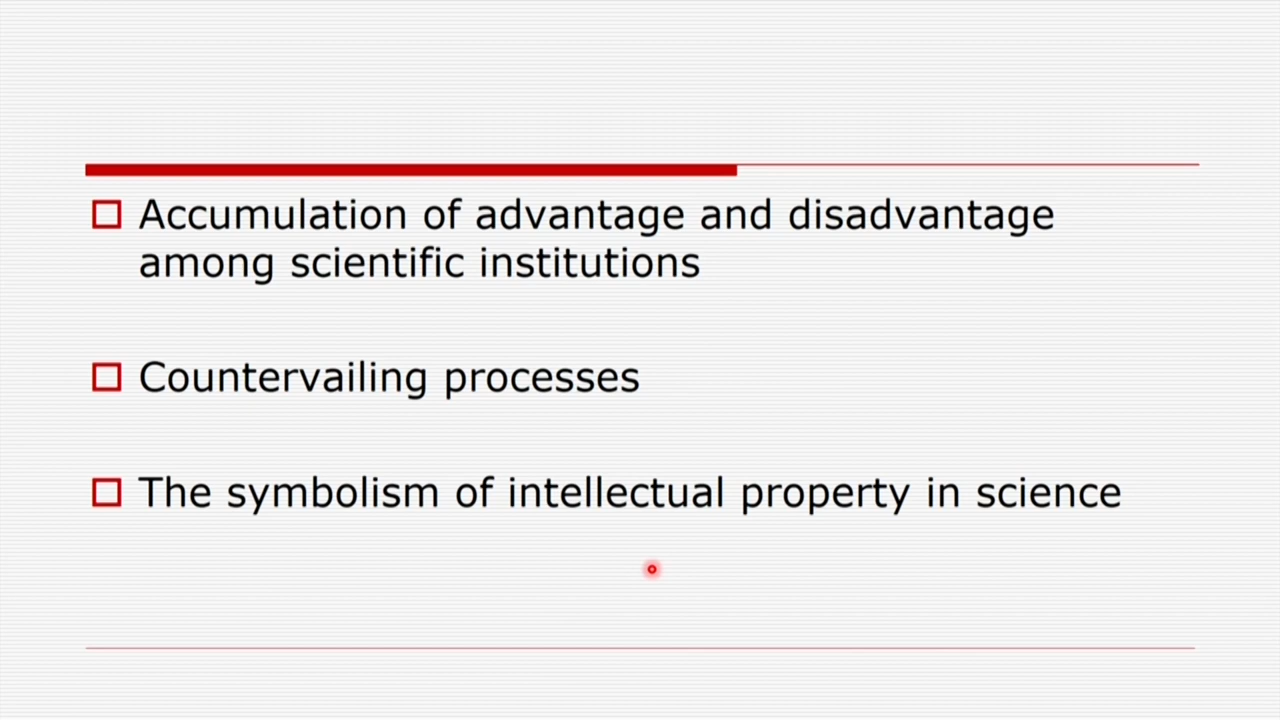 Accumulation of advantage and disadvantage
among scientific institutions
Countervailing processes
The symbolism of intellectual property in science